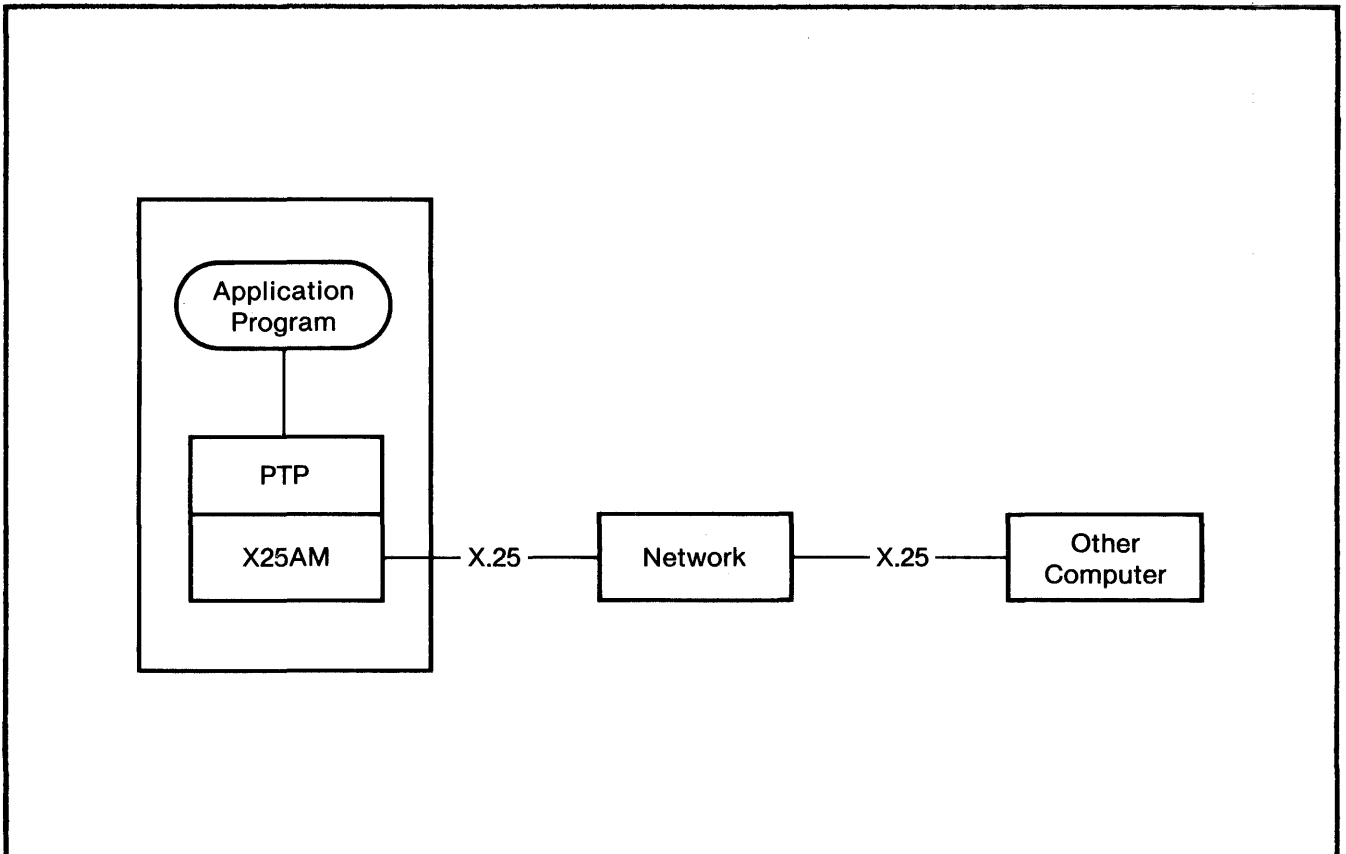 Application
Program
PTP
X25AM
X.25
Network
X.25
Other
Computer